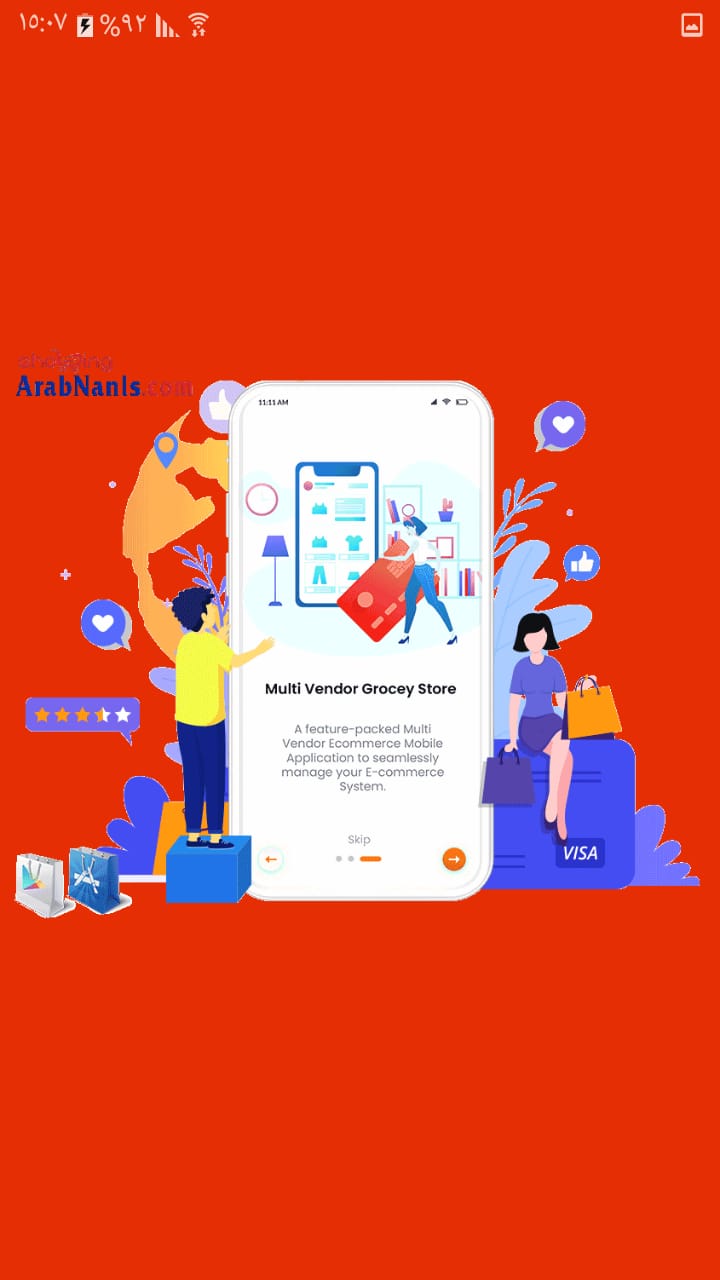 ١٥:٠٧ %٩٢
shopping
ArabNanls.com
11:11 AM
Multi Vendor Grocey Store
A feature-packed Multi
Vendor Ecommerce Mobile
Application to seamlessly
manage your E-commerce
System.
Skip
VISA